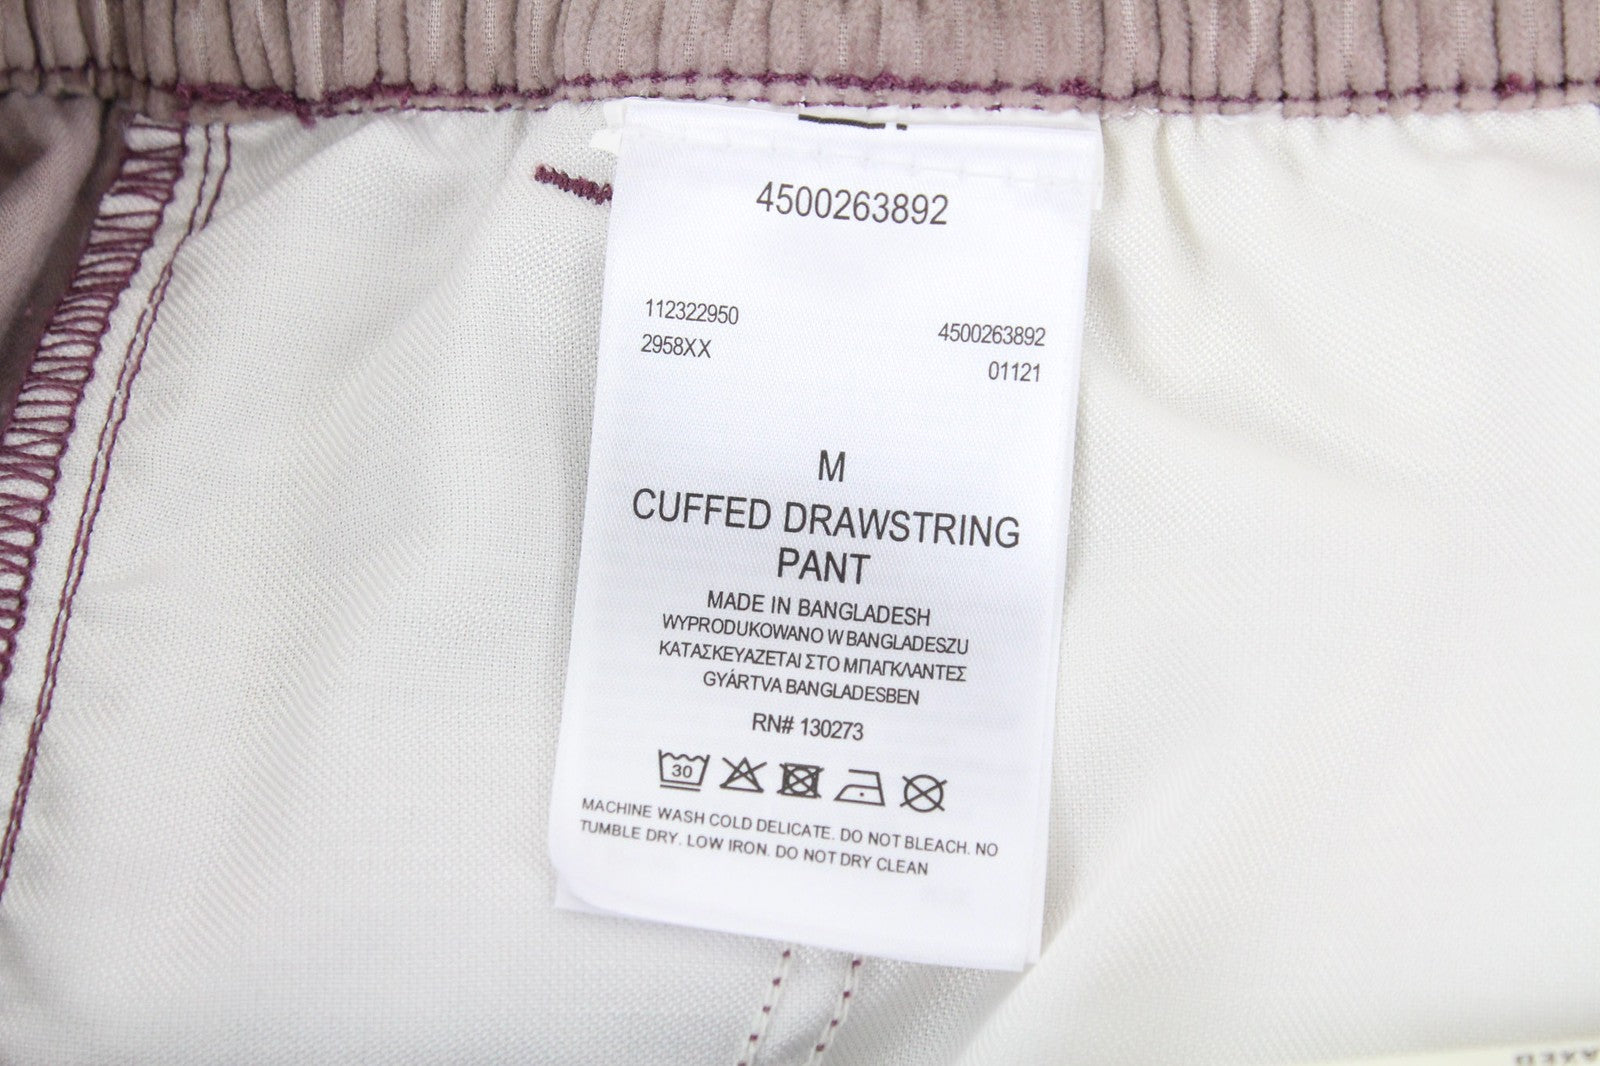 4500263892
112322950
2958XX
4500263892
01121
M
CUFFED DRAWSTRING
PANT
MADE IN BANGLADESH
WYPRODUKOWANO W BANGLADESZU
ΚΑΤΑΣΚΕΥΑΖΕΤΑΙ ΣΤΟ ΜΠΑΓΚΛΑΝΤΕΣ
GYÁRTVA BANGLADESBEN
RN# 130273
30
MACHINE WASH COLD DELICATE. DO NOT BLEACH. NO
TUMBLE DRY. LOW IRON. DO NOT DRY CLEAN